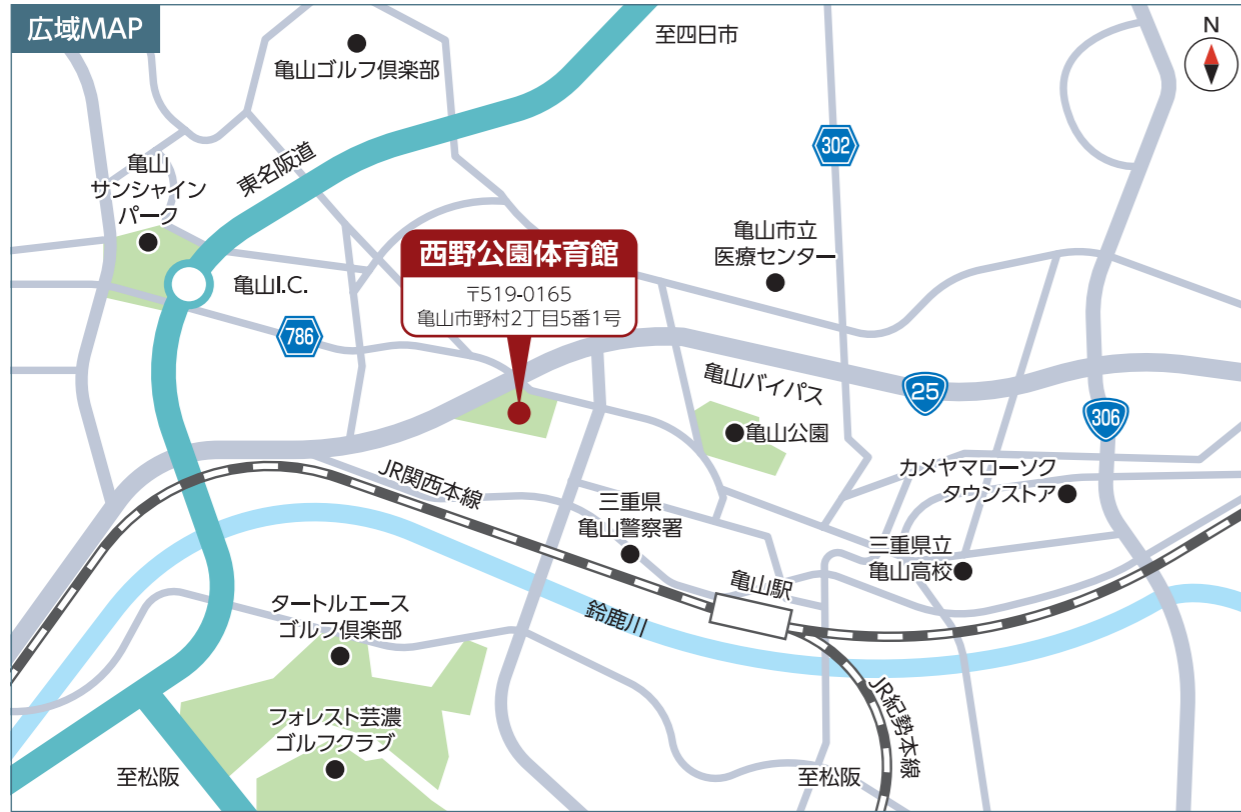 広域MAP
至四日市
N
亀山ゴルフ倶楽部
302
東名阪道
亀山
サンシャイン
パーク
亀山市立
医療センター
西野公園体育館
〒519-0165
亀山市野村2丁目5番1号
亀山I.C.
786
亀山バイパス
25
306
亀山公園
カメヤマローソク
タウンストア
JR関西本線
三重県
亀山警察署
三重県立
亀山高校
亀山駅
鈴鹿川
タートルエース
ゴルフ倶楽部
JR紀勢本線
フォレスト芸濃
ゴルフクラブ
至松阪
至松阪